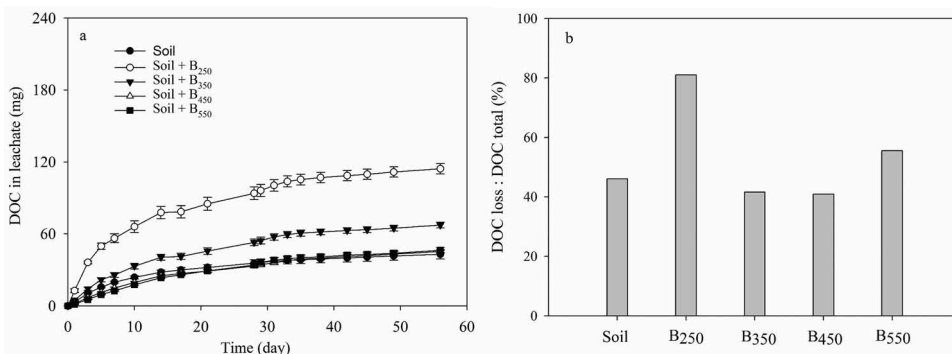 a
240
180
120
60
0
DOC in leachate (mg)
Soil
Soil + B250
Soil + B350
Soil + B450
Soil + B550
0 10 20 30 40 50 60
Time (day)
b
100
80
60
40
20
0
DOC loss : DOC total (%)
Soil B250 B350 B450 B550